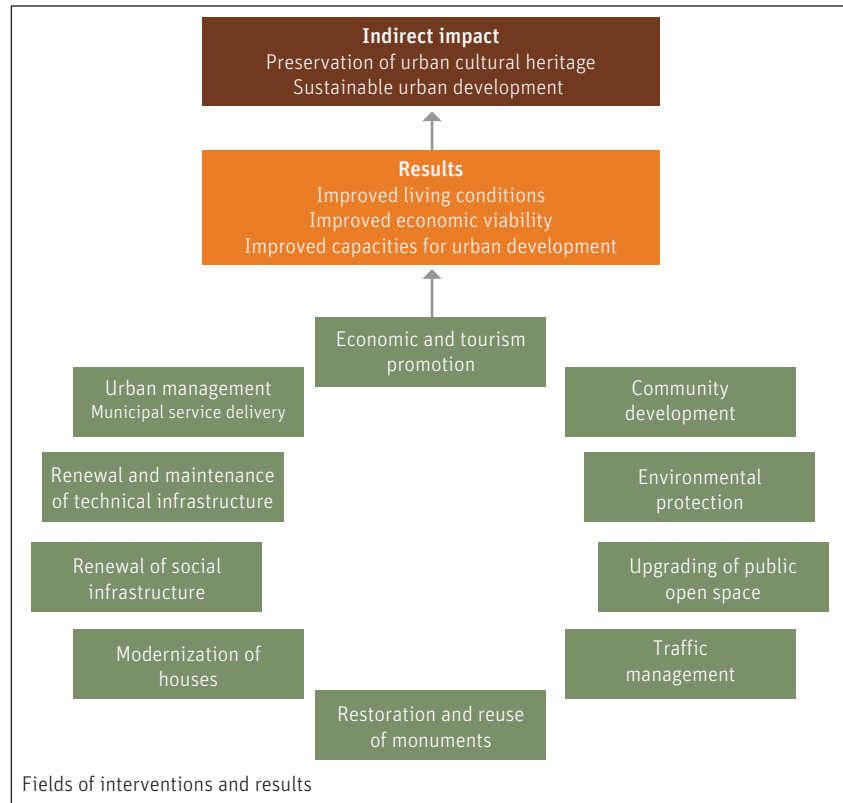 Indirect impact
Preservation of urban cultural heritage
Sustainable urban development
Results
Improved living conditions
Improved economic viability
Improved capacities for urban development
Economic and tourism
promotion
Urban management
Municipal service delivery
Community
development
Renewal and maintenance
of technical infrastructure
Environmental
protection
Renewal of social
infrastructure
Upgrading of public
open space
Modernization of
houses
Traffic
management
Restoration and reuse
of monuments
Fields of interventions and results